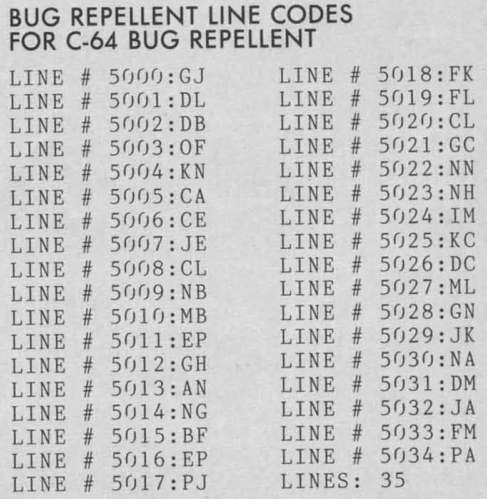 BUG REPELLENT LINE CODES
FOR C-64 BUG REPELLENT
LINE # 5000:GJ
LINE # 5001:DL
LINE # 5002:DB
LINE # 5003:OF
LINE # 5004:KN
LINE # 5005:CA
LINE # 5006:CE
LINE # 5007:JE
LINE # 5008:CL
LINE # 5009:NB
LINE # 5010:MB
LINE # 5011:EP
LINE # 5012:GH
LINE # 5013:AN
LINE # 5014:NG
LINE # 5015:BF
LINE # 5016:EP
LINE # 5017:PJ
LINE # 5018:FK
LINE # 5019:FL
LINE # 5020:CL
LINE # 5021:GC
LINE # 5022:NN
LINE # 5023:NH
LINE # 5024:IM
LINE # 5025:KC
LINE # 5026:DC
LINE # 5027:ML
LINE # 5028:GN
LINE # 5029:JK
LINE # 5030:NA
LINE # 5031:DM
LINE # 5032:JA
LINE # 5033:FM
LINE # 5034:PA
LINES: 35